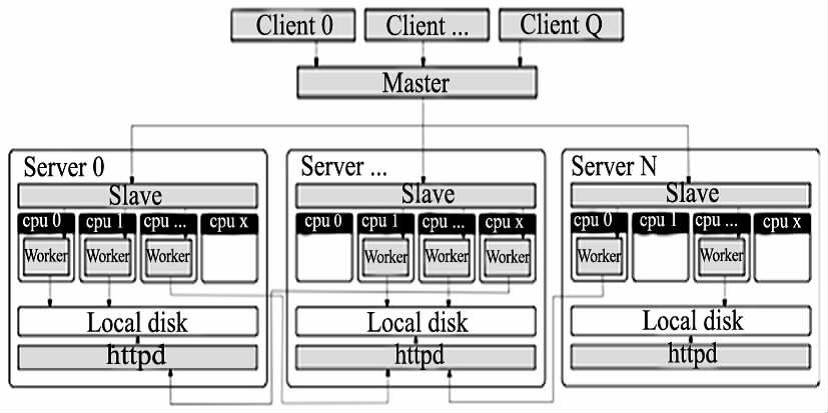 Client 0 Client ... Client Q
Master
Server 0 Server ... Server N
Slave Slave Slave
cpu 0 cpu 1 cpu ... cpu x cpu 0 cpu 1 cpu ... cpu x cpu 0 cpu 1 cpu ... cpu x
Worker Worker Worker Worker Worker Worker Worker Worker
Local disk Local disk Local disk
httpd httpd httpd